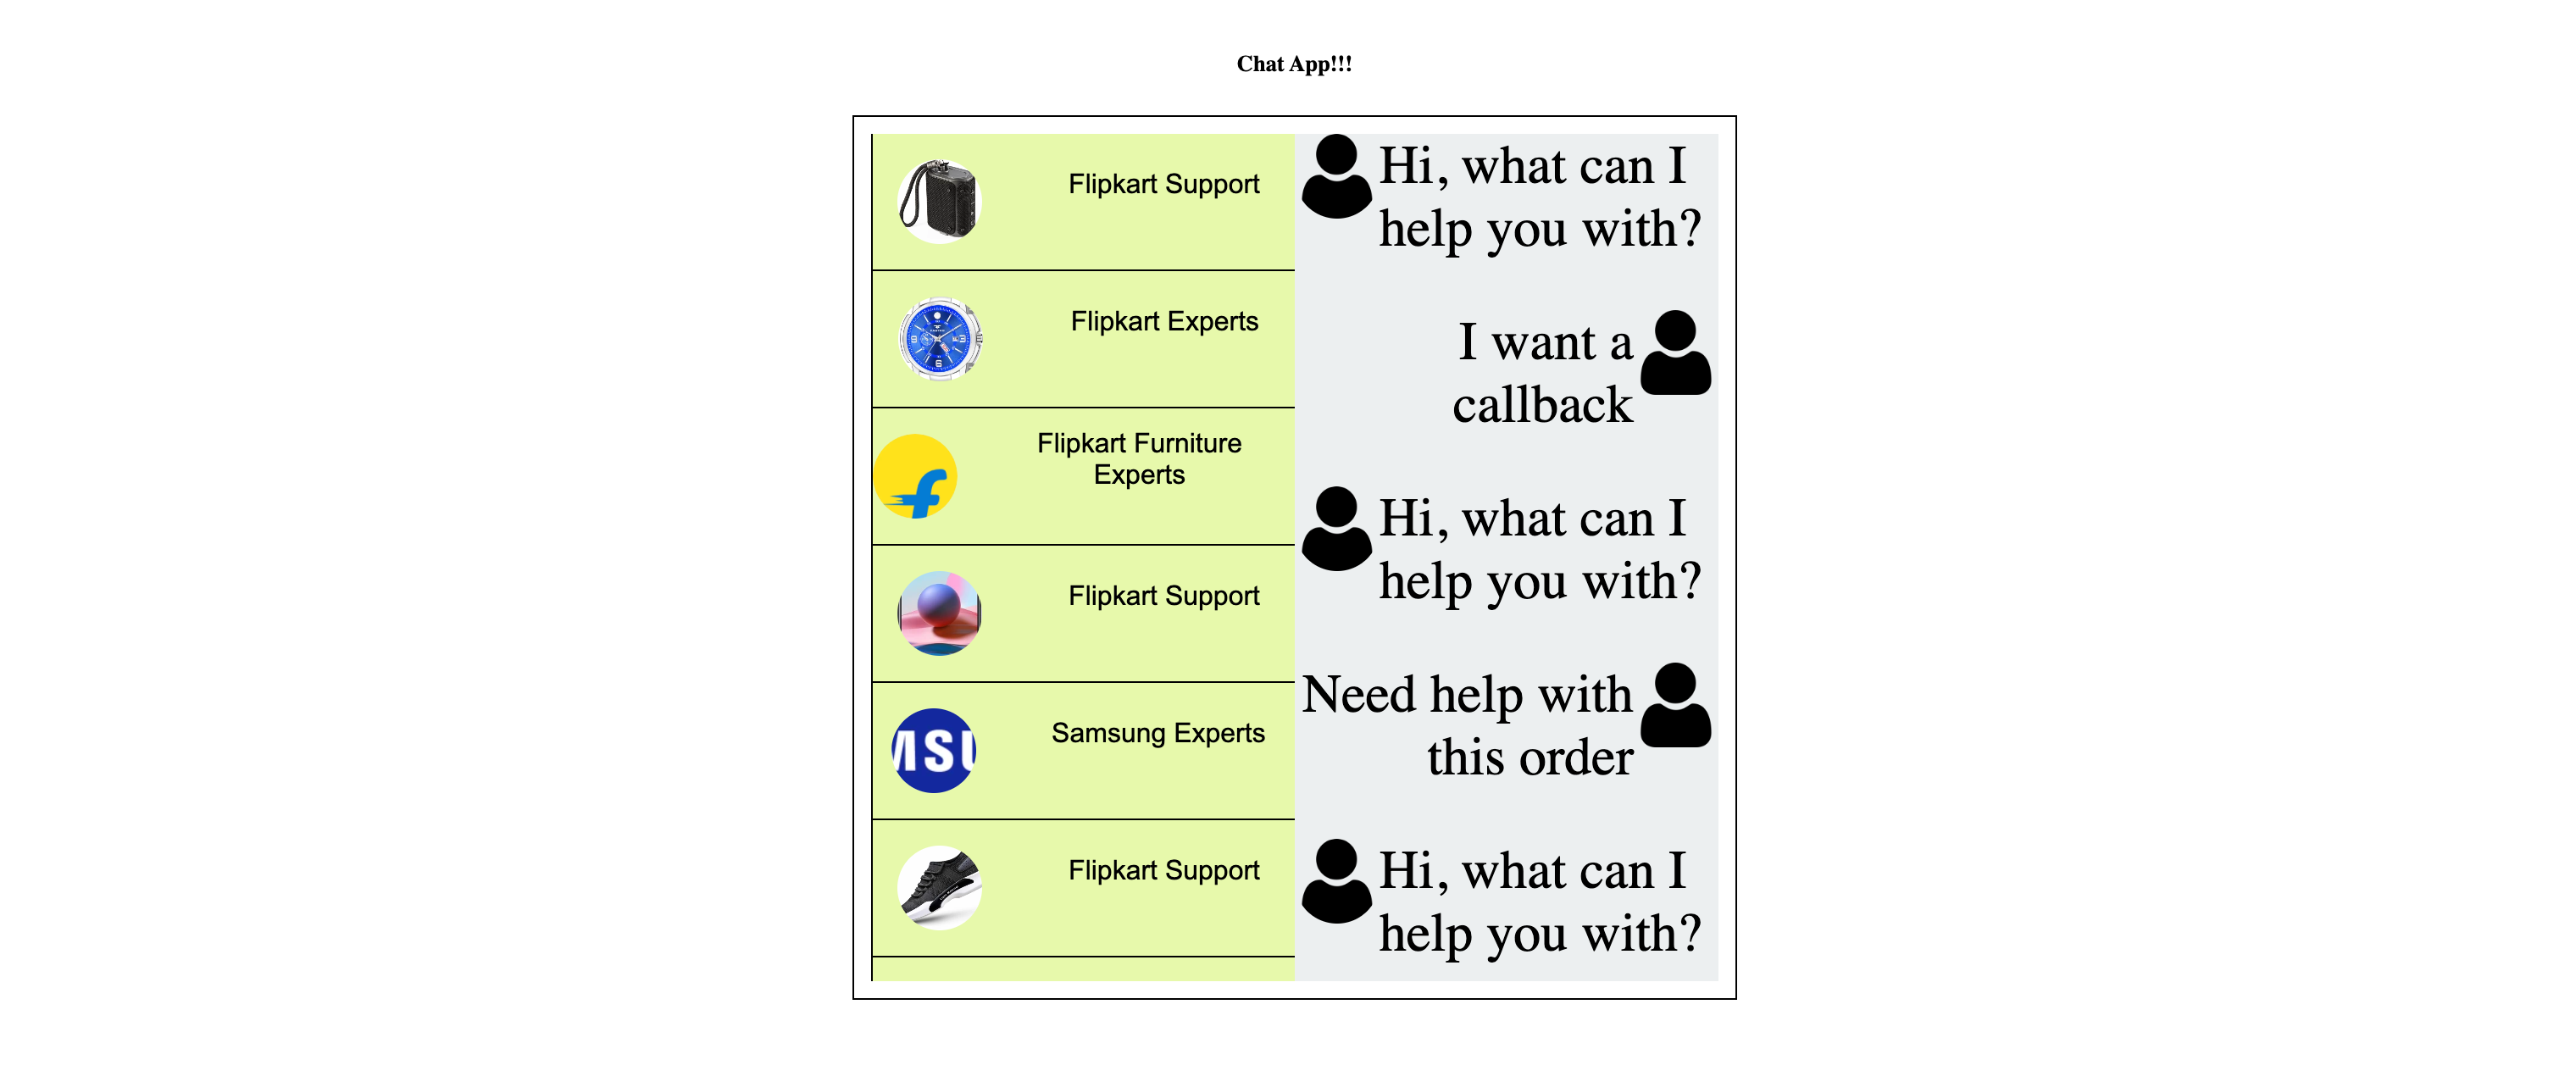 Chat App!!!
Flipkart Support
Flipkart Experts
Flipkart Furniture
Experts
Flipkart Support
MSU
Samsung Experts
Flipkart Support
Hi, what can I
help you with?
I want a
callback
Hi, what can I
help you with?
Need help with
this order
Hi, what can I
help you with?